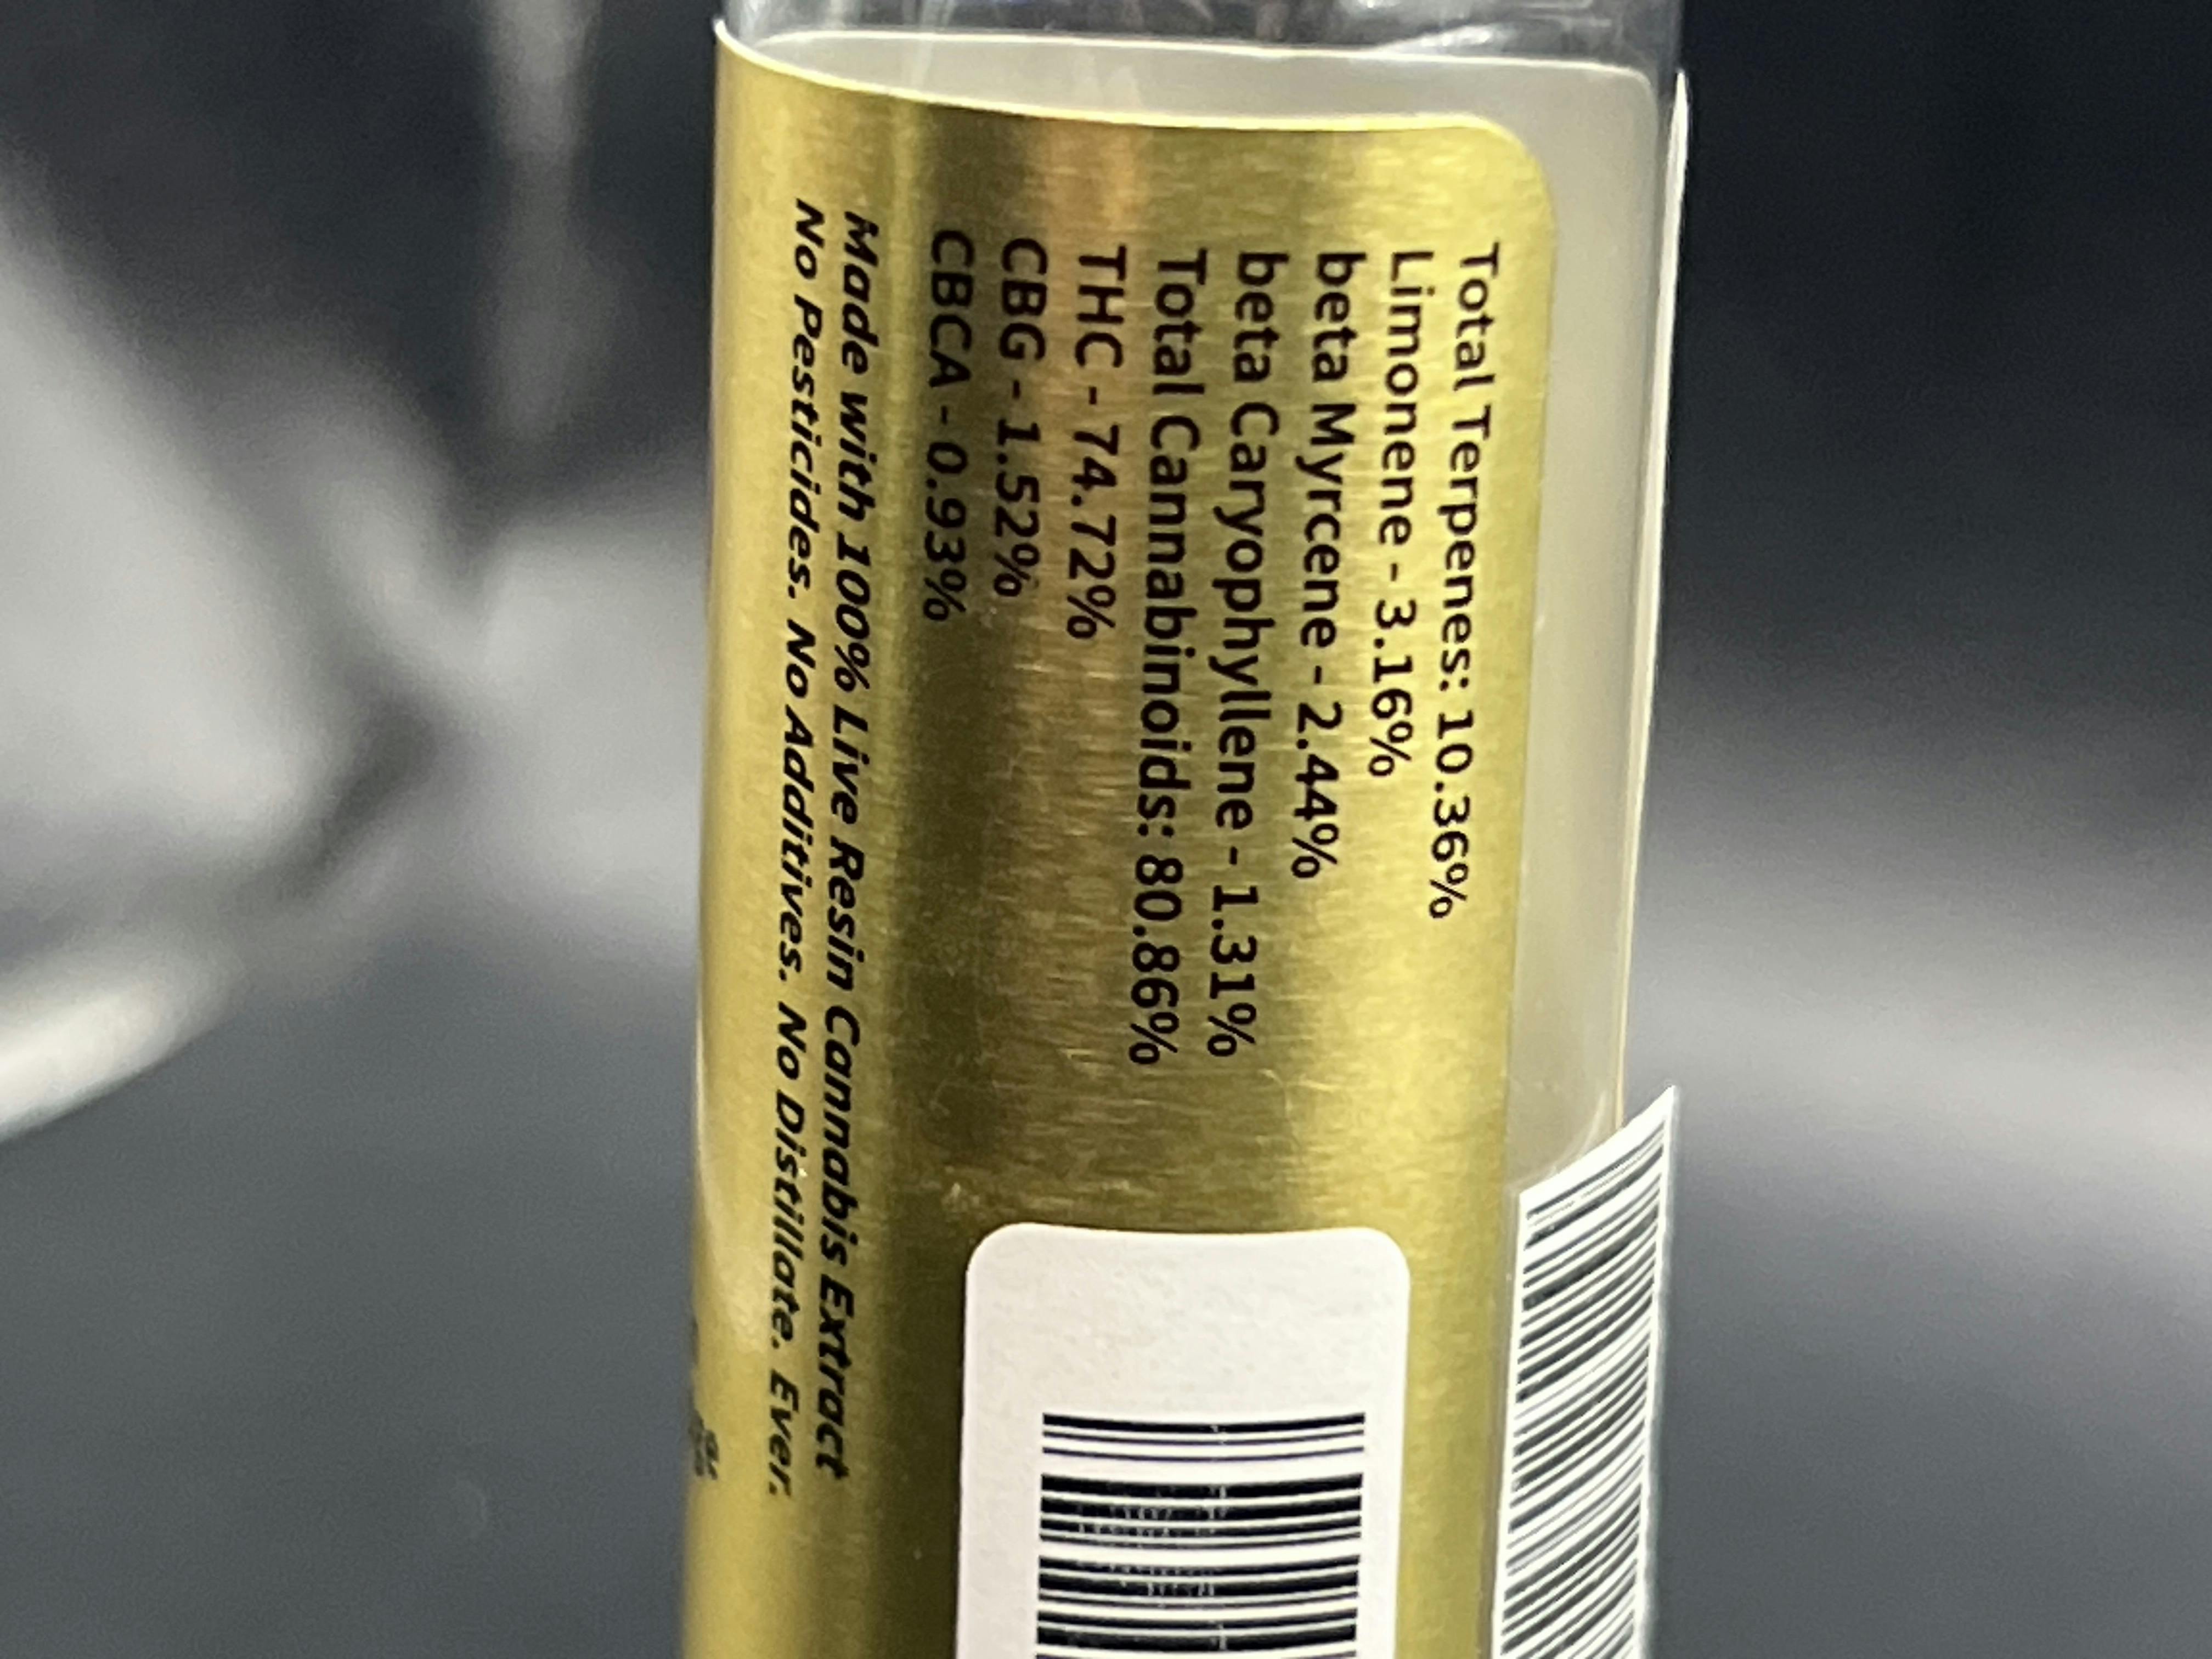 Total Terpenes: 10.36%
Limonene - 3.16%
beta Myrcene - 2.44%
beta Caryophyllene - 1.31%
Total Cannabinoids: 80.86%
THC - 74.72%
CBG - 1.52%
CBCA - 0.93%
Made with 100% Live Resin Cannabis Extract
No Pesticides. No Additives. No Distillate. Ever.